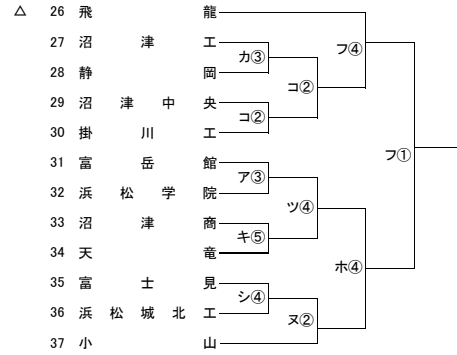 △ 26 飛龍
27 沼津工
カ③
フ④
28 静岡
コ②
29 沼津中央
コ②
30 掛川工
フ①
31 富岳館
ア③
32 浜松学院
ツ④
33 沼津商
キ⑤
34 天竜
ホ④
35 富士見
シ④
36 浜松城北工
ヌ②
37 小山